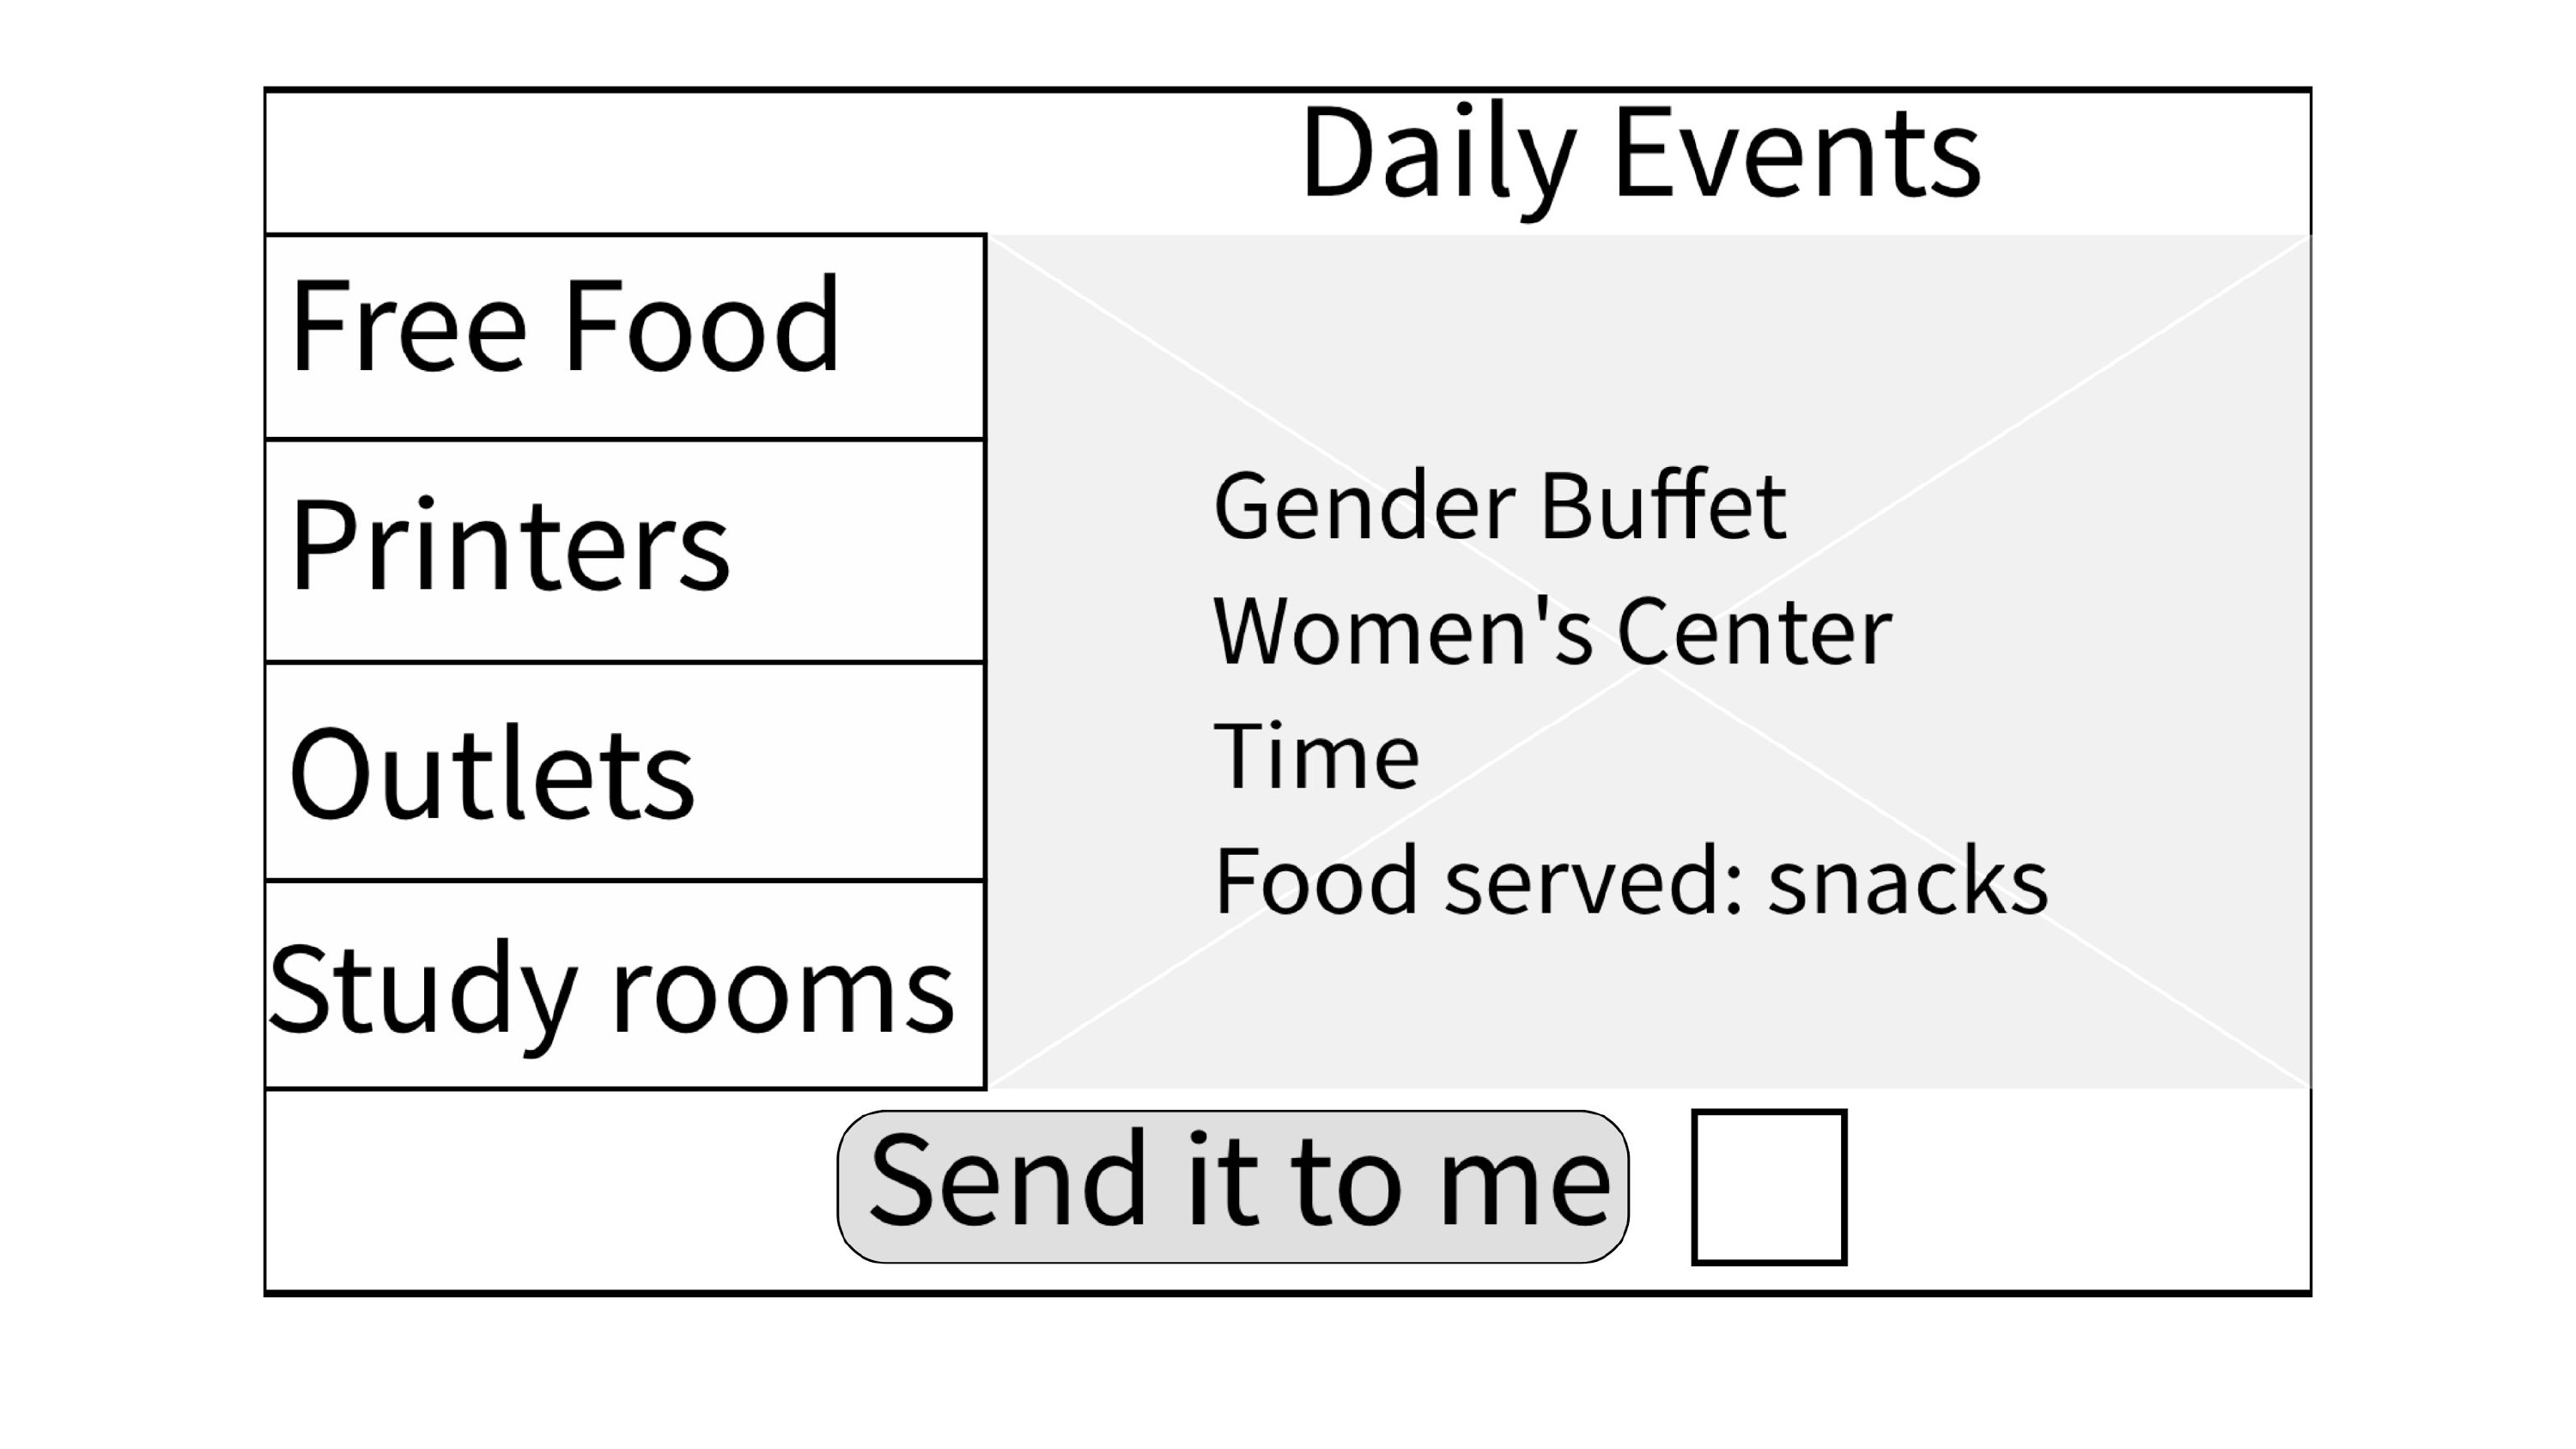 Daily Events
Free Food
Printers
Outlets
Study rooms
Gender Buffet
Women's Center
Time
Food served: snacks
Send it to me